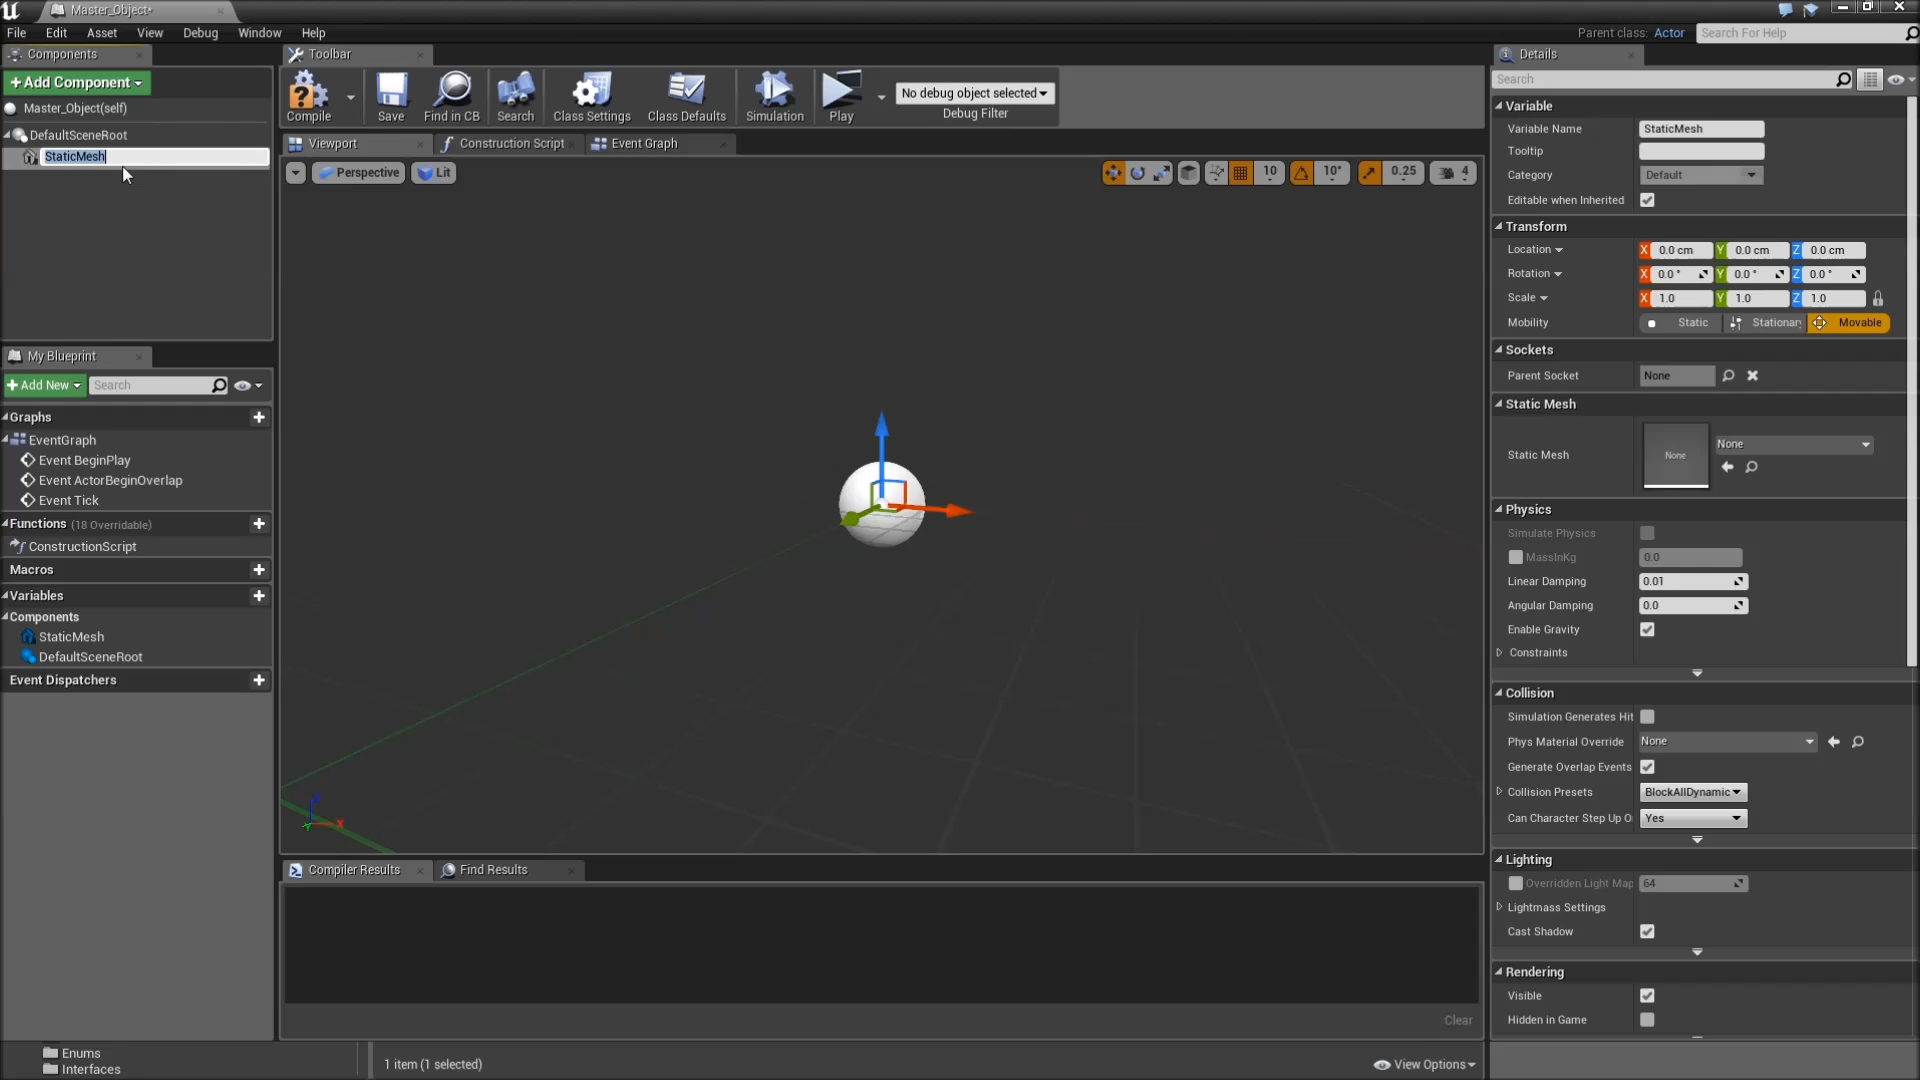 Master_Object*
File Edit Asset View Debug Window Help
Parent class: Actor
Search For Help
Components
Toolbar
Details
+Add Component
Master_Object(self)
DefaultSceneRoot
StaticMesh
Compile
Save
Find in CB
Search
Class Settings
Class Defaults
Simulation
Play
No debug object selected
Debug Filter
Viewport
Construction Script
Event Graph
Perspective
Lit
10
10°
0.25
4
My Blueprint
+Add New
Search
Graphs
EventGraph
Event BeginPlay
Event ActorBeginOverlap
Event Tick
Functions (18 Overridable)
ConstructionScript
Macros
Variables
Components
StaticMesh
DefaultSceneRoot
Event Dispatchers
Z
Y
X
Compiler Results
Find Results
Clear
Enums
Interfaces
1 item (1 selected)
View Options
Search
Variable
Variable Name StaticMesh
Tooltip
Category Default
Editable when Inherited
Transform
Location X 0.0 cm Y 0.0 cm Z 0.0 cm
Rotation X 0.0 ° Y 0.0 ° Z 0.0 °
Scale X 1.0 Y 1.0 Z 1.0
Mobility Static Stationar Movable
Sockets
Parent Socket None
Static Mesh
Static Mesh None None
Physics
Simulate Physics
MassInKg 0.0
Linear Damping 0.01
Angular Damping 0.0
Enable Gravity
Constraints
Collision
Simulation Generates Hit
Phys Material Override None
Generate Overlap Events
Collision Presets BlockAllDynamic
Can Character Step Up O Yes
Lighting
Overridden Light Map 64
Lightmass Settings
Cast Shadow
Rendering
Visible
Hidden in Game